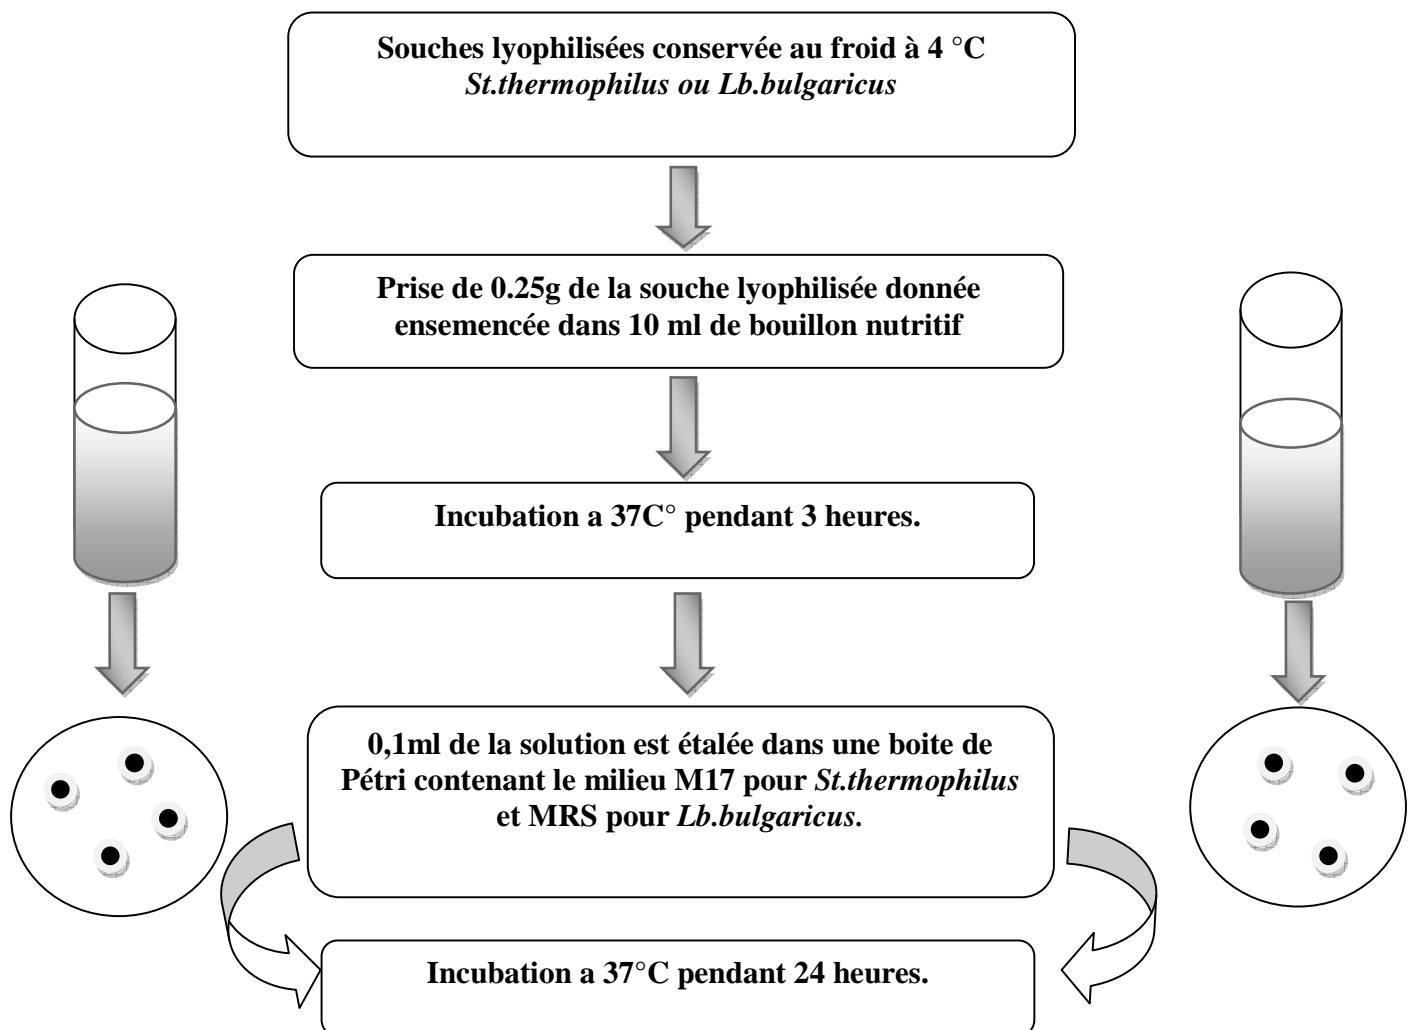 Souches lyophilisées conservée au froid à 4 °C
St.thermophilus ou Lb.bulgaricus
Prise de 0.25g de la souche lyophilisée donnée
ensemencée dans 10 ml de bouillon nutritif
Incubation a 37C° pendant 3 heures.
0,1ml de la solution est étalée dans une boite de
Pétri contenant le milieu M17 pour St.thermophilus
et MRS pour Lb.bulgaricus.
Incubation a 37°C pendant 24 heures.